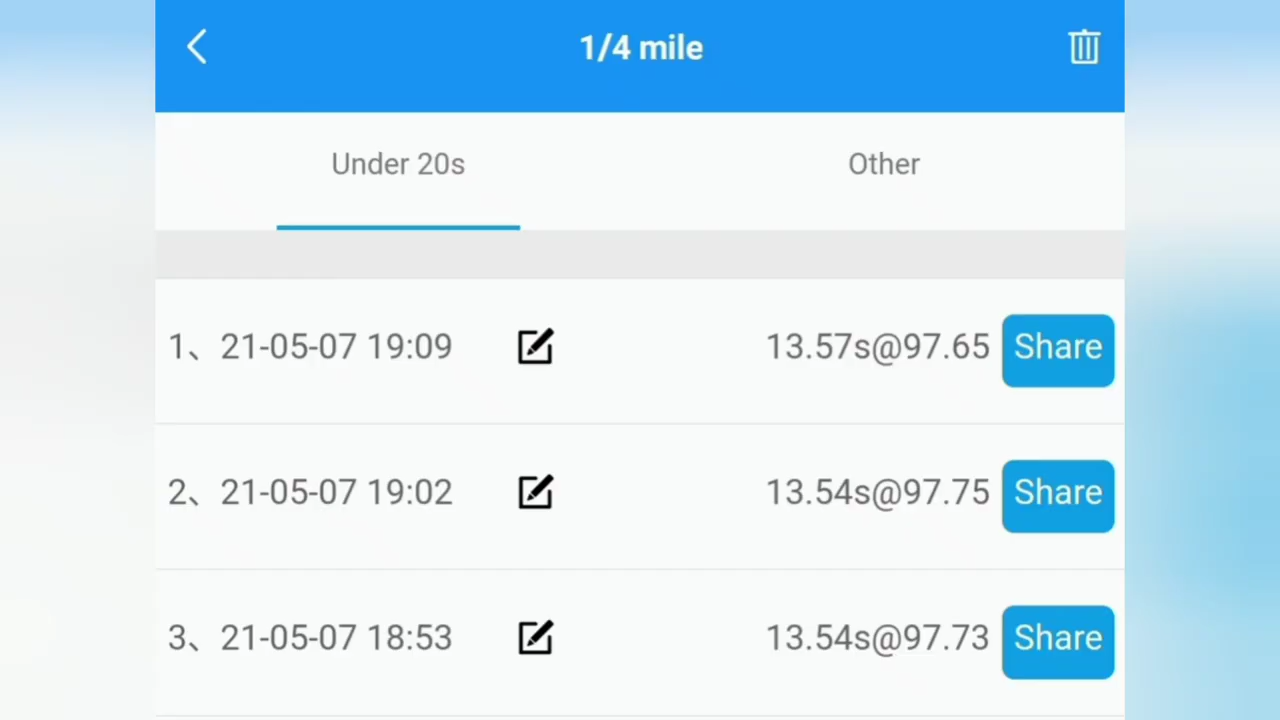 1/4 mile
Under 20s Other
1、21-05-07 19:09 13.57s@97.65 Share
2、21-05-07 19:02 13.54s@97.75 Share
3、21-05-07 18:53 13.54s@97.73 Share